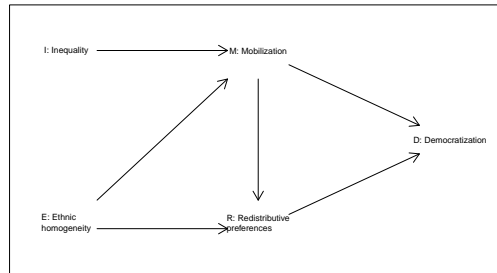 I: Inequality
M: Mobilization
D: Democratization
E: Ethnic
homogeneity
R: Redistributive
preferences